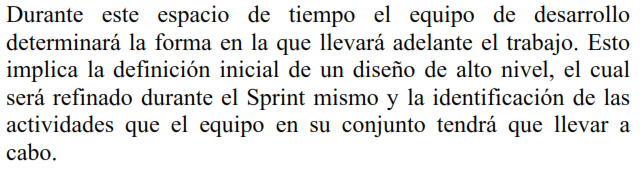 Durante este espacio de tiempo el equipo de desarrollo
determinará la forma en la que llevará adelante el trabajo. Esto
implica la definición inicial de un diseño de alto nivel, el cual
será refinado durante el Sprint mismo y la identificación de las
actividades que el equipo en su conjunto tendrá que llevar a
cabo.